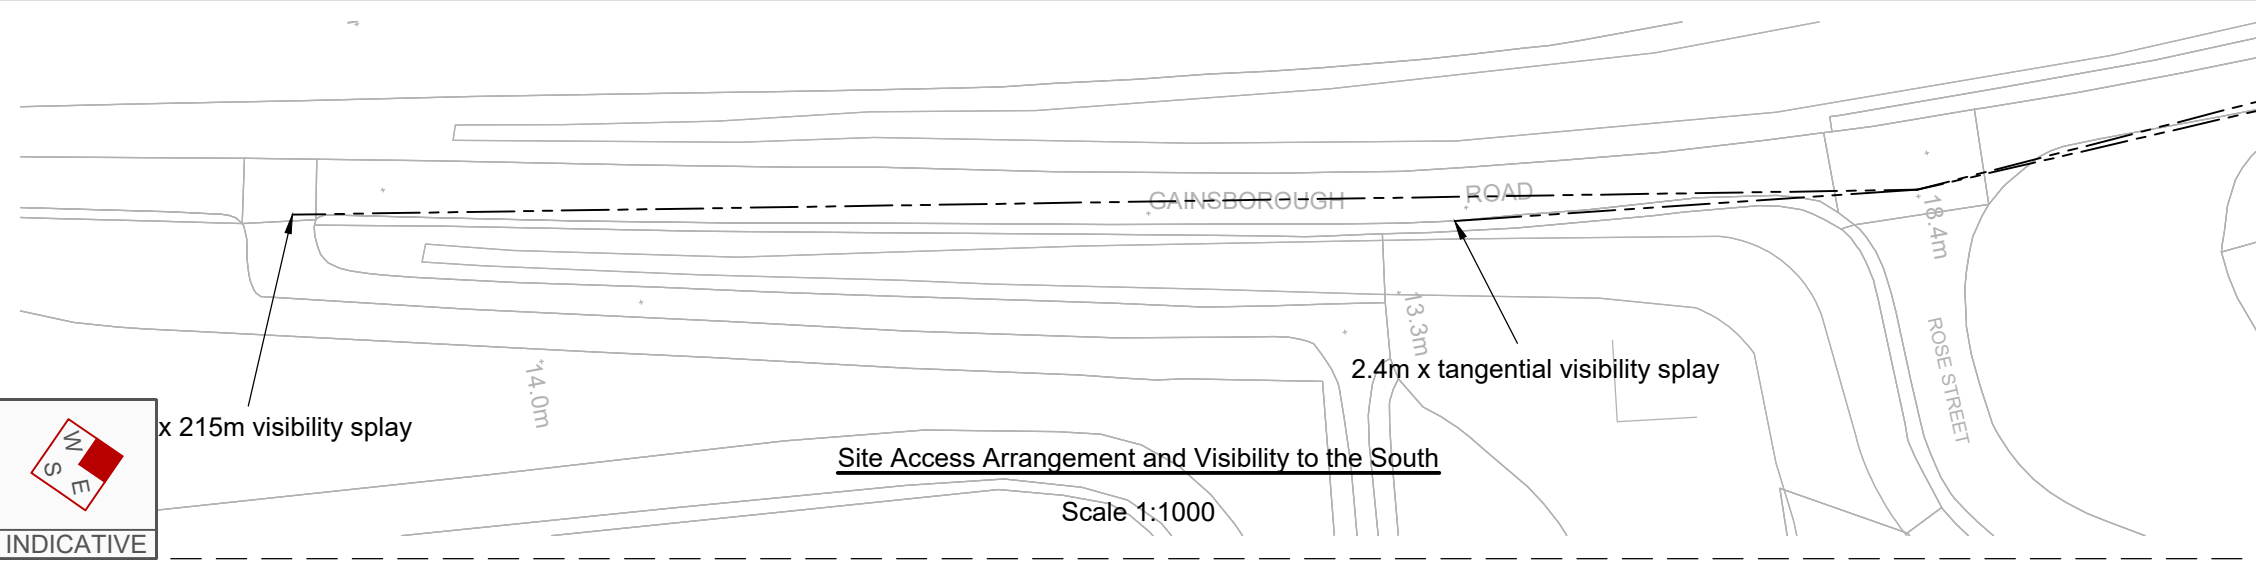 GAINSBOROUGH ROAD
18.4m
13.3m
ROSE STREET
2.4m x tangential visibility splay
14.0m
x 215m visibility splay
W
S
E
INDICATIVE
Site Access Arrangement and Visibility to the South
Scale 1:1000